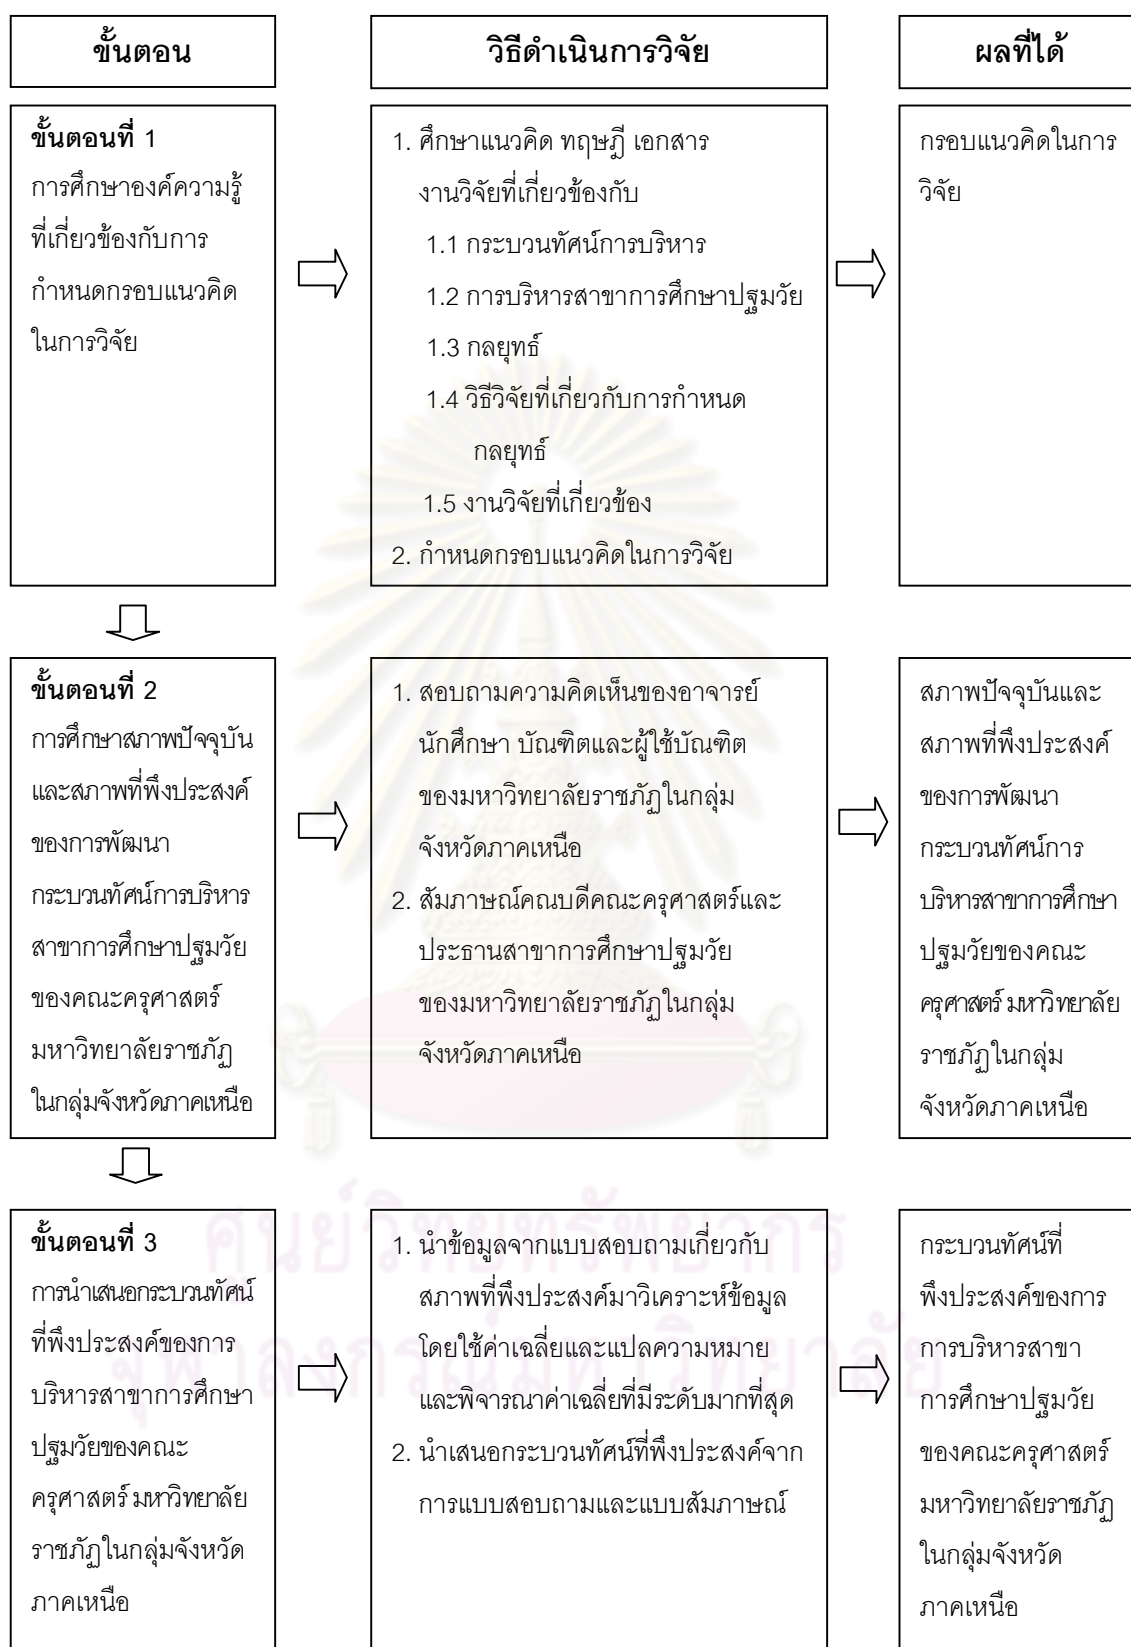 ขั้นตอน
วิธีดำเนินการวิจัย
ผลที่ได้
ขั้นตอนที่ 1
การศึกษาองค์ความรู้
ที่เกี่ยวข้องกับการ
กำหนดกรอบแนวคิด
ในการวิจัย
1. ศึกษาแนวคิด ทฤษฎี เอกสาร
งานวิจัยที่เกี่ยวข้องกับ
1.1 กระบวนทัศน์การบริหาร
1.2 การบริหารสาขาการศึกษาปฐมวัย
1.3 กลยุทธ์
1.4 วิธีวิจัยที่เกี่ยวกับการกำหนด
กลยุทธ์
1.5 งานวิจัยที่เกี่ยวข้อง
2. กำหนดกรอบแนวคิดในการวิจัย
กรอบแนวคิดในการ
วิจัย
ขั้นตอนที่ 2
การศึกษาสภาพปัจจุบัน
และสภาพที่พึงประสงค์
ของการพัฒนา
กระบวนทัศน์การบริหาร
สาขาการศึกษาปฐมวัย
ของคณะครุศาสตร์
มหาวิทยาลัยราชภัฏ
ในกลุ่มจังหวัดภาคเหนือ
1. สอบถามความคิดเห็นของอาจารย์
นักศึกษา บัณฑิตและผู้ใช้บัณฑิต
ของมหาวิทยาลัยราชภัฏในกลุ่ม
จังหวัดภาคเหนือ
2. สัมภาษณ์คณบดีคณะครุศาสตร์และ
ประธานสาขาการศึกษาปฐมวัย
ของมหาวิทยาลัยราชภัฏในกลุ่ม
จังหวัดภาคเหนือ
สภาพปัจจุบันและ
สภาพที่พึงประสงค์
ของการพัฒนา
กระบวนทัศน์การ
บริหารสาขาการศึกษา
ปฐมวัยของคณะ
ครุศาสตร์ มหาวิทยาลัย
ราชภัฏในกลุ่ม
จังหวัดภาคเหนือ
ขั้นตอนที่ 3
การนำเสนอกระบวนทัศน์
ที่พึงประสงค์ของการ
บริหารสาขาการศึกษา
ปฐมวัยของคณะ
ครุศาสตร์ มหาวิทยาลัย
ราชภัฏในกลุ่มจังหวัด
ภาคเหนือ
1. นำข้อมูลจากแบบสอบถามเกี่ยวกับ
สภาพที่พึงประสงค์มาวิเคราะห์ข้อมูล
โดยใช้ค่าเฉลี่ยและแปลความหมาย
และพิจารณาค่าเฉลี่ยที่มีระดับมากที่สุด
2. นำเสนอกระบวนทัศน์ที่พึงประสงค์จาก
การแบบสอบถามและแบบสัมภาษณ์
กระบวนทัศน์ที่
พึงประสงค์ของการ
การบริหารสาขา
การศึกษาปฐมวัย
ของคณะครุศาสตร์
มหาวิทยาลัยราชภัฏ
ในกลุ่มจังหวัด
ภาคเหนือ
ศูนย์วิทยทรัพยากร
จุฬาลงกรณ์มหาวิทยาลัย